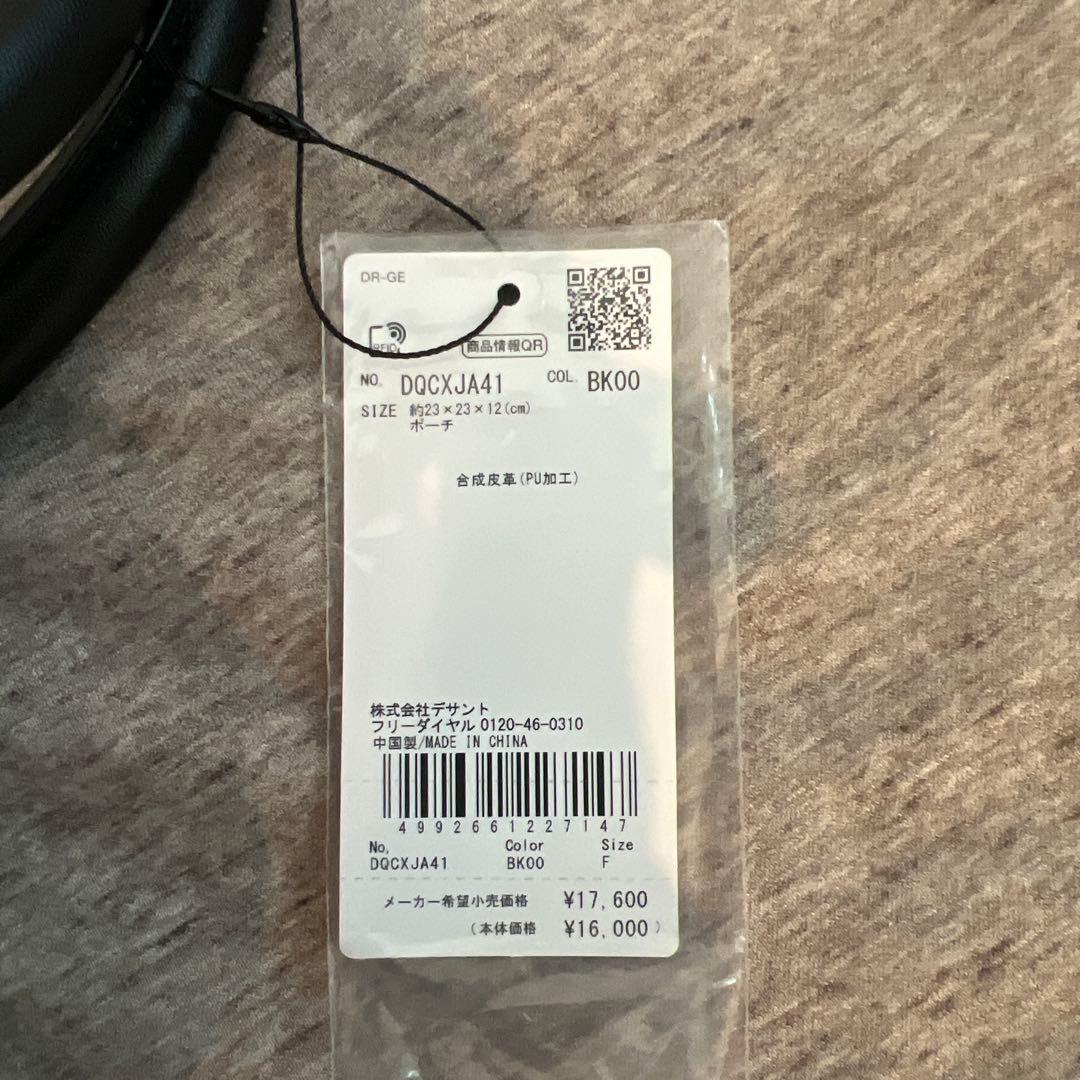 DR-GE
RFID
商品情報QR
NO. DQCXJA41 COL. BK00
SIZE 約23×23×12(cm)
ポーチ
合成皮革(PU加工)
株式会社デサント
フリーダイヤル 0120-46-0310
中国製/MADE IN CHINA
4992661227147
No, Color Size
DQCXJA41 BK00 F
メーカー希望小売価格 ¥17,600
(本体価格 ¥16,000)